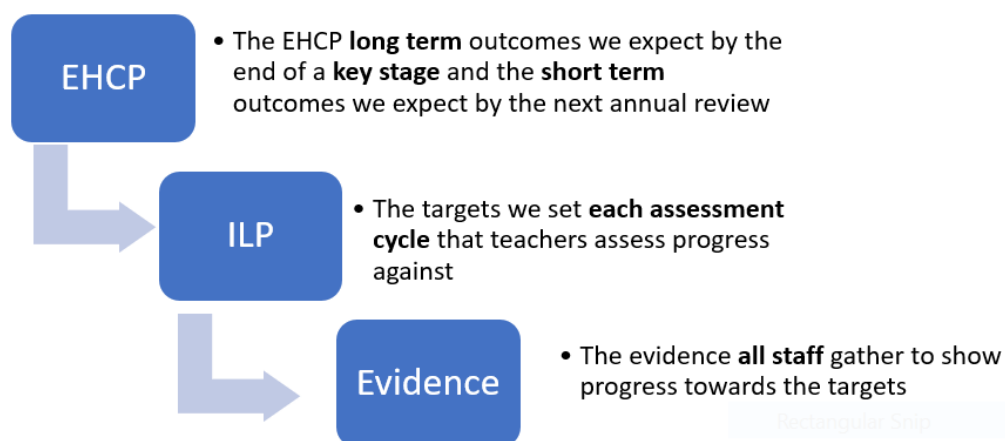 EHCP
• The EHCP long term outcomes we expect by the
end of a key stage and the short term
outcomes we expect by the next annual review
ILP
• The targets we set each assessment
cycle that teachers assess progress
against
Evidence
• The evidence all staff gather to show
progress towards the targets
Rectangular Snip